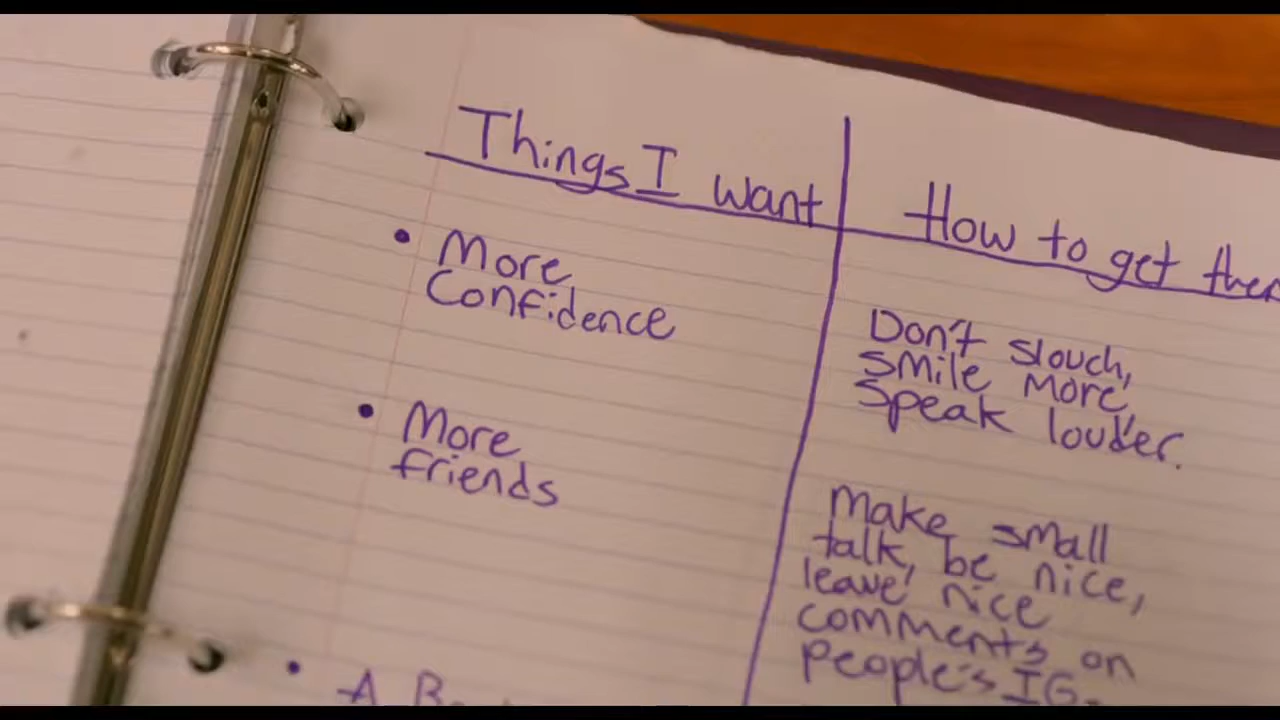 Things I want
How to get
• More
Confidence
Don't slouch,
smile more,
speak louder.
• More
friends
Make small
talk, be nice,
leave nice
comments on
people's IG.
• A